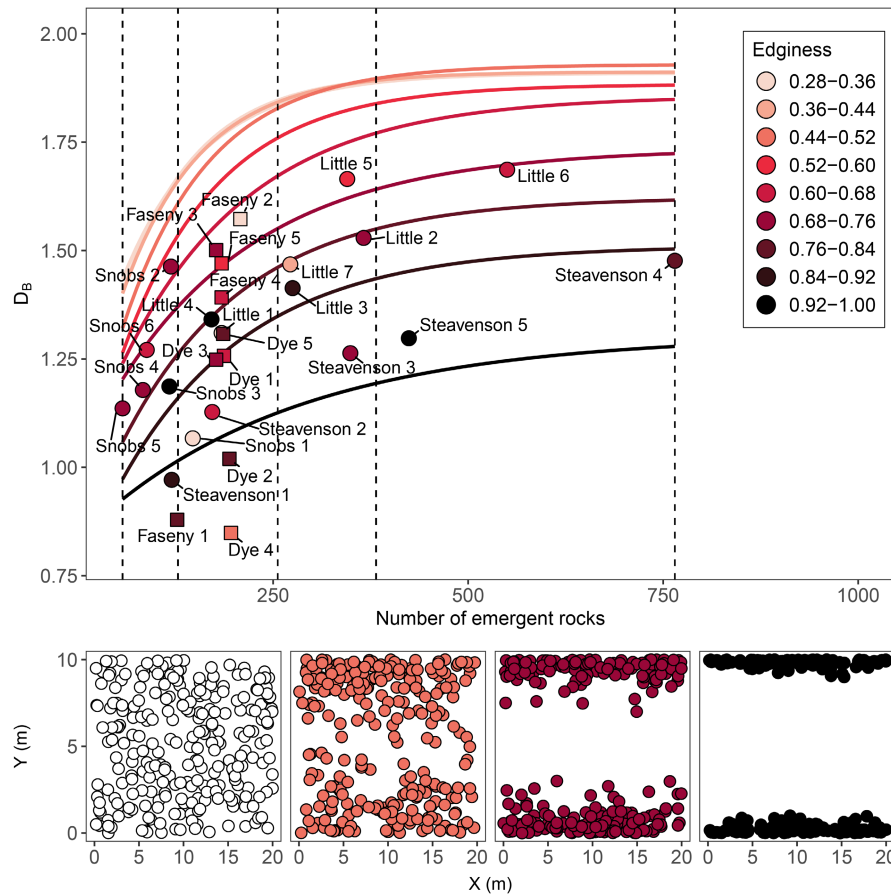 2.00
1.75
1.50
1.25
1.00
0.75
D_B
250
500
750
1000
Number of emergent rocks
Edginess
0.28−0.36
0.36−0.44
0.44−0.52
0.52−0.60
0.60−0.68
0.68−0.76
0.76−0.84
0.84−0.92
0.92−1.00
Little 5
Little 6
Faseny 2
Faseny 3
Faseny 5
Little 2
Snobs 2
Little 7
Steavenson 4
Faseny 4
Little 4
Little 3
Little 1
Snobs 6
Steavenson 5
Dye 3
Dye 5
Snobs 4
Dye 1
Steavenson 3
Snobs 3
Steavenson 2
Snobs 5
Snobs 1
Dye 2
Steavenson 1
Faseny 1
Dye 4
10
5
0
Y (m)
0 5 10 15 20
0 5 10 15 20
0 5 10 15 20
0 5 10 15 20
X (m)